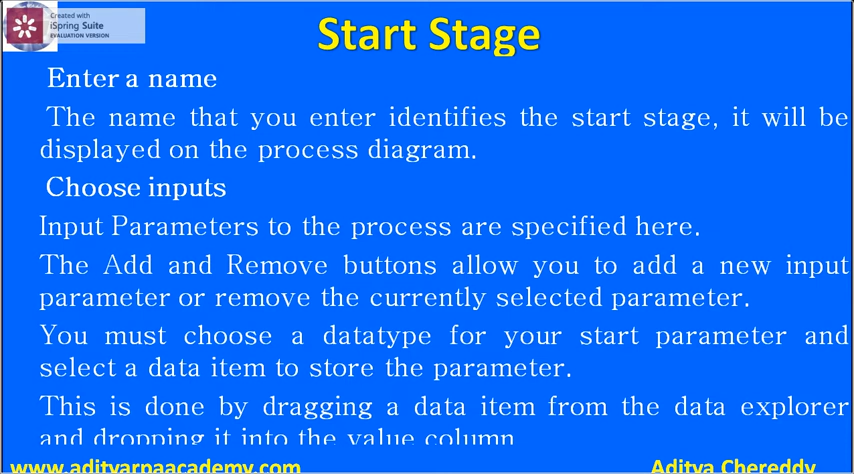 Created with
iSpring Suite
EVALUATION VERSION
Start Stage
Enter a name
The name that you enter identifies the start stage, it will be
displayed on the process diagram.
Choose inputs
Input Parameters to the process are specified here.
The Add and Remove buttons allow you to add a new input
parameter or remove the currently selected parameter.
You must choose a datatype for your start parameter and
select a data item to store the parameter.
This is done by dragging a data item from the data explorer
and dropping it into the value column
www.adityarpaacademy.com
Aditya Chereddy